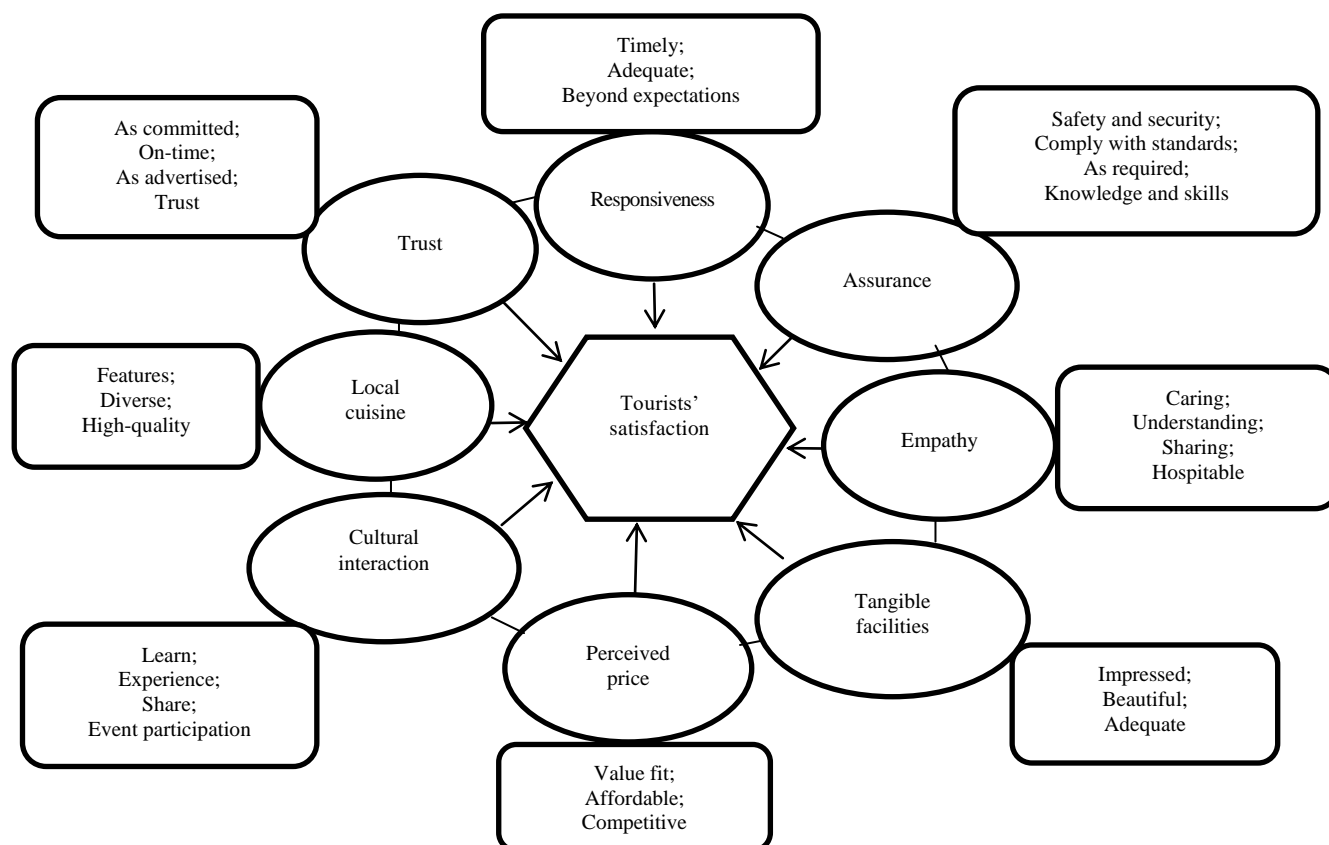 Timely;
Adequate;
Beyond expectations
As committed;
On-time;
As advertised;
Trust
Safety and security;
Comply with standards;
As required;
Knowledge and skills
Responsiveness
Trust
Assurance
Features;
Diverse;
High-quality
Local
cuisine
Tourists’
satisfaction
Empathy
Caring;
Understanding;
Sharing;
Hospitable
Cultural
interaction
Tangible
facilities
Perceived
price
Learn;
Experience;
Share;
Event participation
Impressed;
Beautiful;
Adequate
Value fit;
Affordable;
Competitive